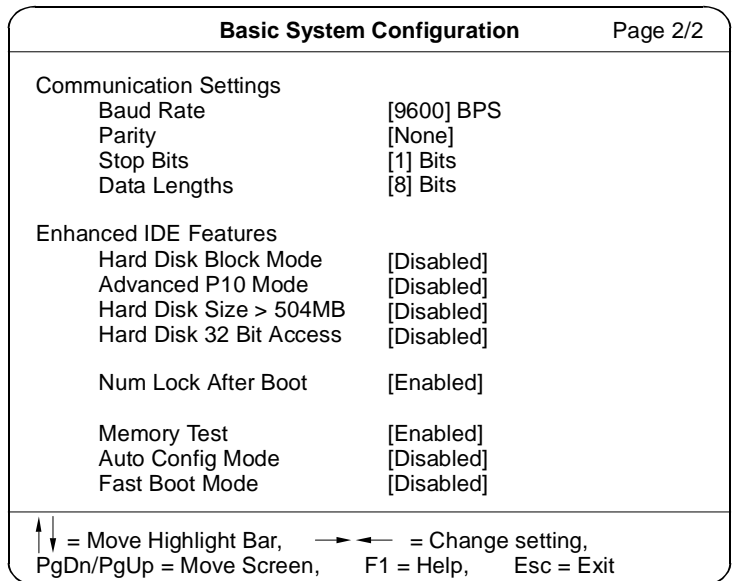 Basic System Configuration Page 2/2
Communication Settings
Baud Rate [9600] BPS
Parity [None]
Stop Bits [1] Bits
Data Lengths [8] Bits
Enhanced IDE Features
Hard Disk Block Mode [Disabled]
Advanced P10 Mode [Disabled]
Hard Disk Size > 504MB [Disabled]
Hard Disk 32 Bit Access [Disabled]
Num Lock After Boot [Enabled]
Memory Test [Enabled]
Auto Config Mode [Disabled]
Fast Boot Mode [Disabled]
↑↓ = Move Highlight Bar, → ← = Change setting,
PgDn/PgUp = Move Screen, F1 = Help, Esc = Exit